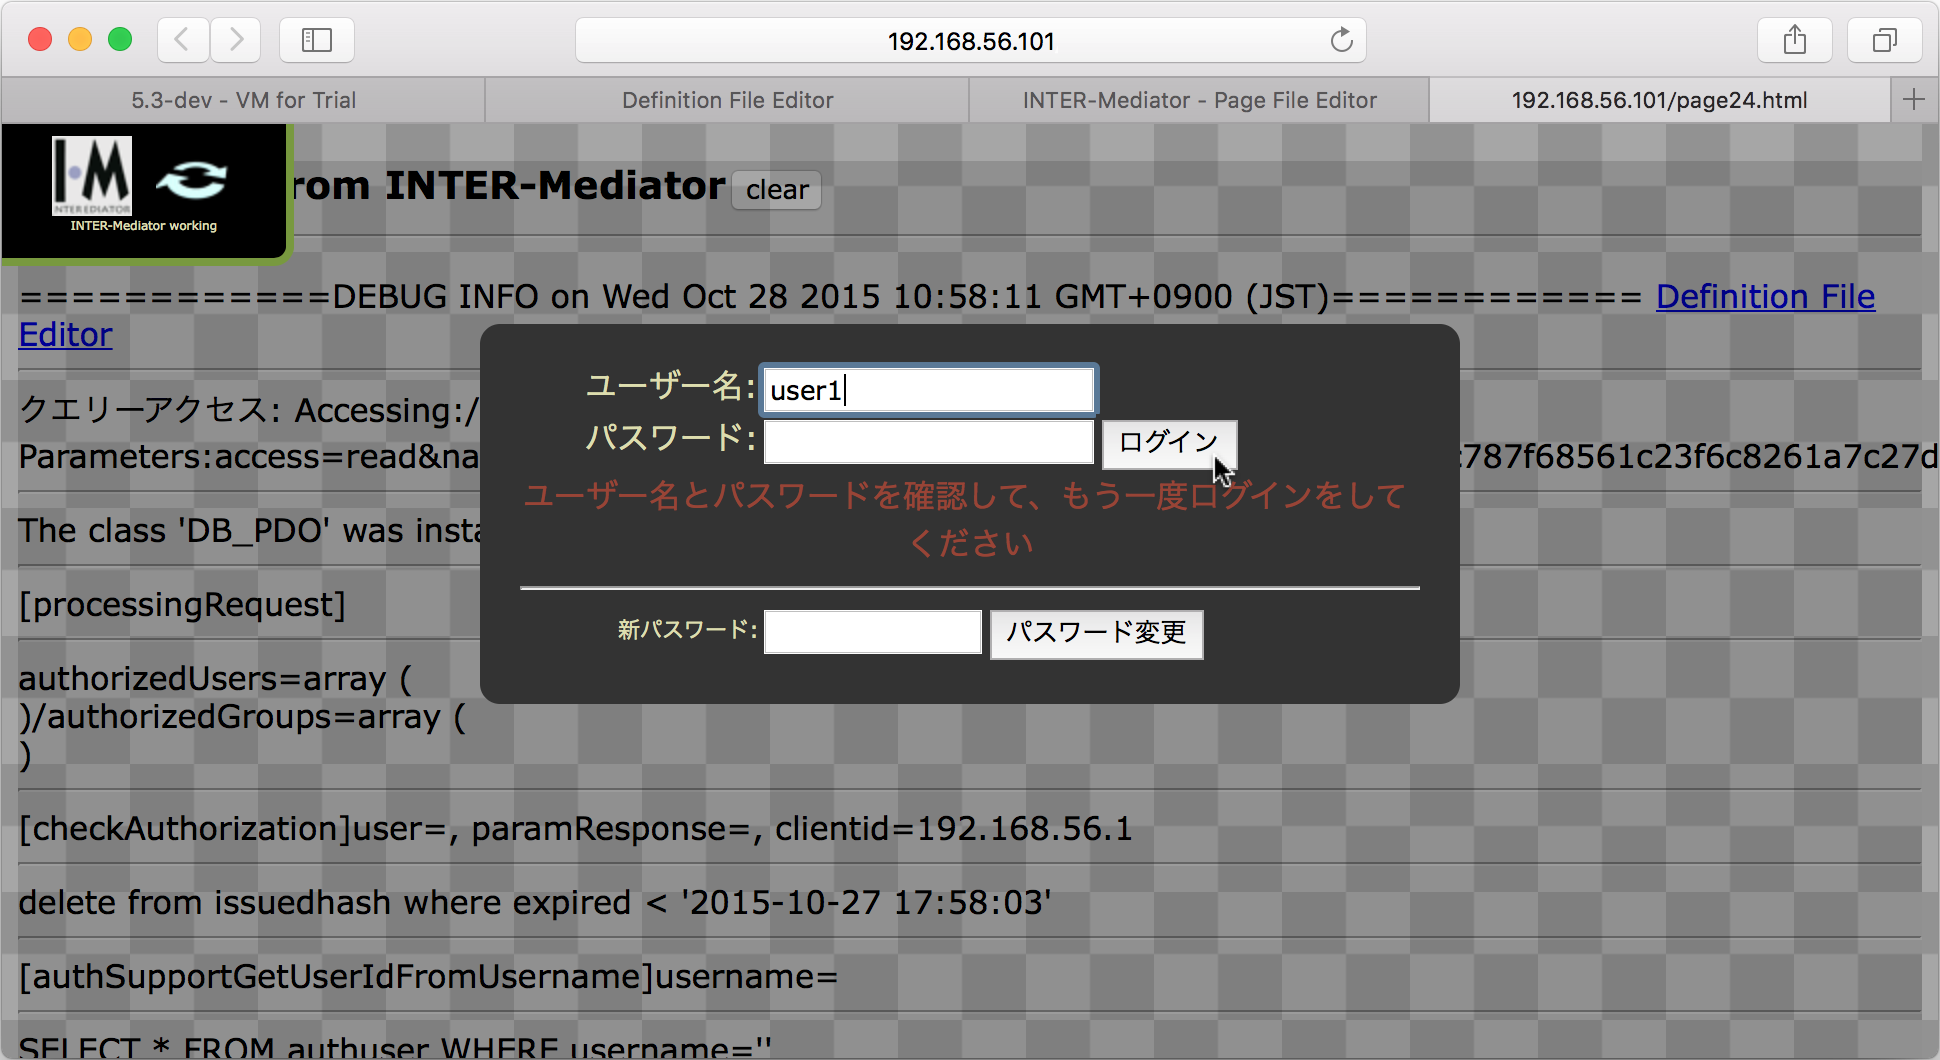 192.168.56.101
5.3-dev - VM for Trial
Definition File Editor
INTER-Mediator - Page File Editor
192.168.56.101/page24.html
INTER-Mediator working
rom INTER-Mediator
clear
============DEBUG INFO on Wed Oct 28 2015 10:58:11 GMT+0900 (JST)============ Definition File
Editor
クエリーアクセス: Accessing:/
Parameters:access=read&na
:787f68561c23f6c8261a7c27d
The class 'DB_PDO' was insta
[processingRequest]
authorizedUsers=array (
)/authorizedGroups=array (
)
[checkAuthorization]user=, paramResponse=, clientid=192.168.56.1
delete from issuedhash where expired < '2015-10-27 17:58:03'
[authSupportGetUserIdFromUsername]username=
SELECT * FROM authuser WHERE username=''
ユーザー名: user1
パスワード:
ログイン
ユーザー名とパスワードを確認して、もう一度ログインをして
ください
新パスワード:
パスワード変更